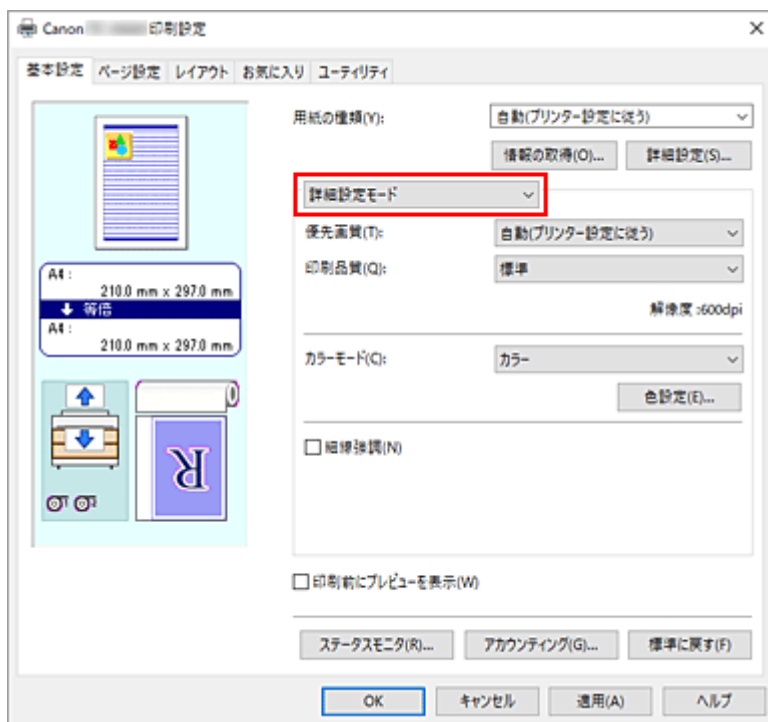 Canon 印刷設定
基本設定 ページ設定 レイアウト お気に入り ユーティリティ
用紙の種類(Y): 自動(プリンター設定に従う)
情報の取得(O)... 詳細設定(S)...
詳細設定モード
優先画質(T): 自動(プリンター設定に従う)
印刷品質(Q): 標準
解像度 :600dpi
カラーモード(C): カラー
色設定(E)...
細線強調(N)
A4 :
210.0 mm x 297.0 mm
等倍
A4 :
210.0 mm x 297.0 mm
R
印刷前にプレビューを表示(W)
ステータスモニタ(R)... アカウンティング(G)... 標準に戻す(F)
OK キャンセル 適用(A) ヘルプ